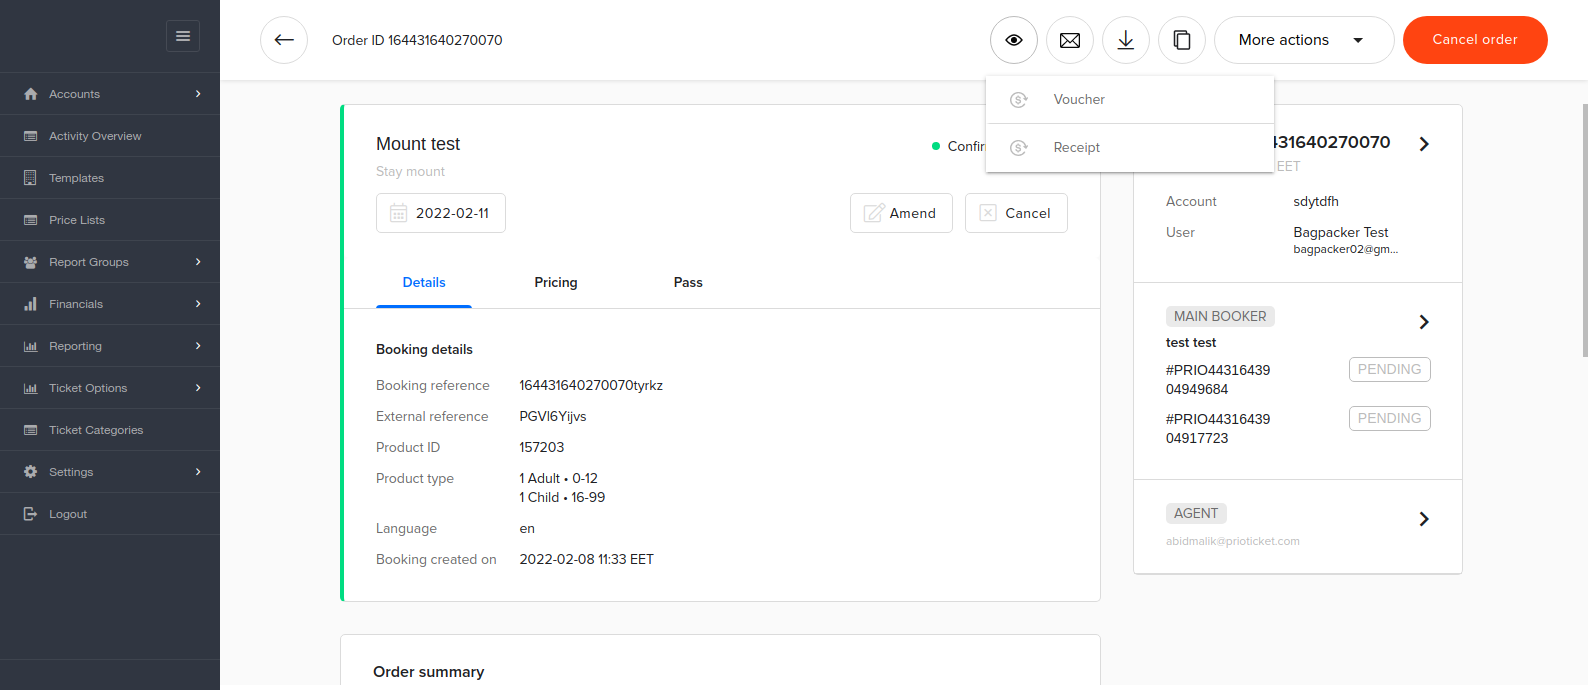 Order ID 164431640270070
More actions
Cancel order
Accounts
Activity Overview
Templates
Price Lists
Report Groups
Financials
Reporting
Ticket Options
Ticket Categories
Settings
Logout
Voucher
Receipt
Mount test
Stay mount
2022-02-11
Amend
Cancel
Details
Pricing
Pass
Booking details
Booking reference 164431640270070tyrkz
External reference PGVl6Yijvs
Product ID 157203
Product type 1 Adult • 0-12
1 Child • 16-99
Language en
Booking created on 2022-02-08 11:33 EET
Order summary
31640270070
EET
Account sdytdfh
User Bagpacker Test
bagpacker02@gm...
MAIN BOOKER
test test
#PRIO44316439
04949684
PENDING
#PRIO44316439
04917723
PENDING
AGENT
abidmalik@prioticket.com